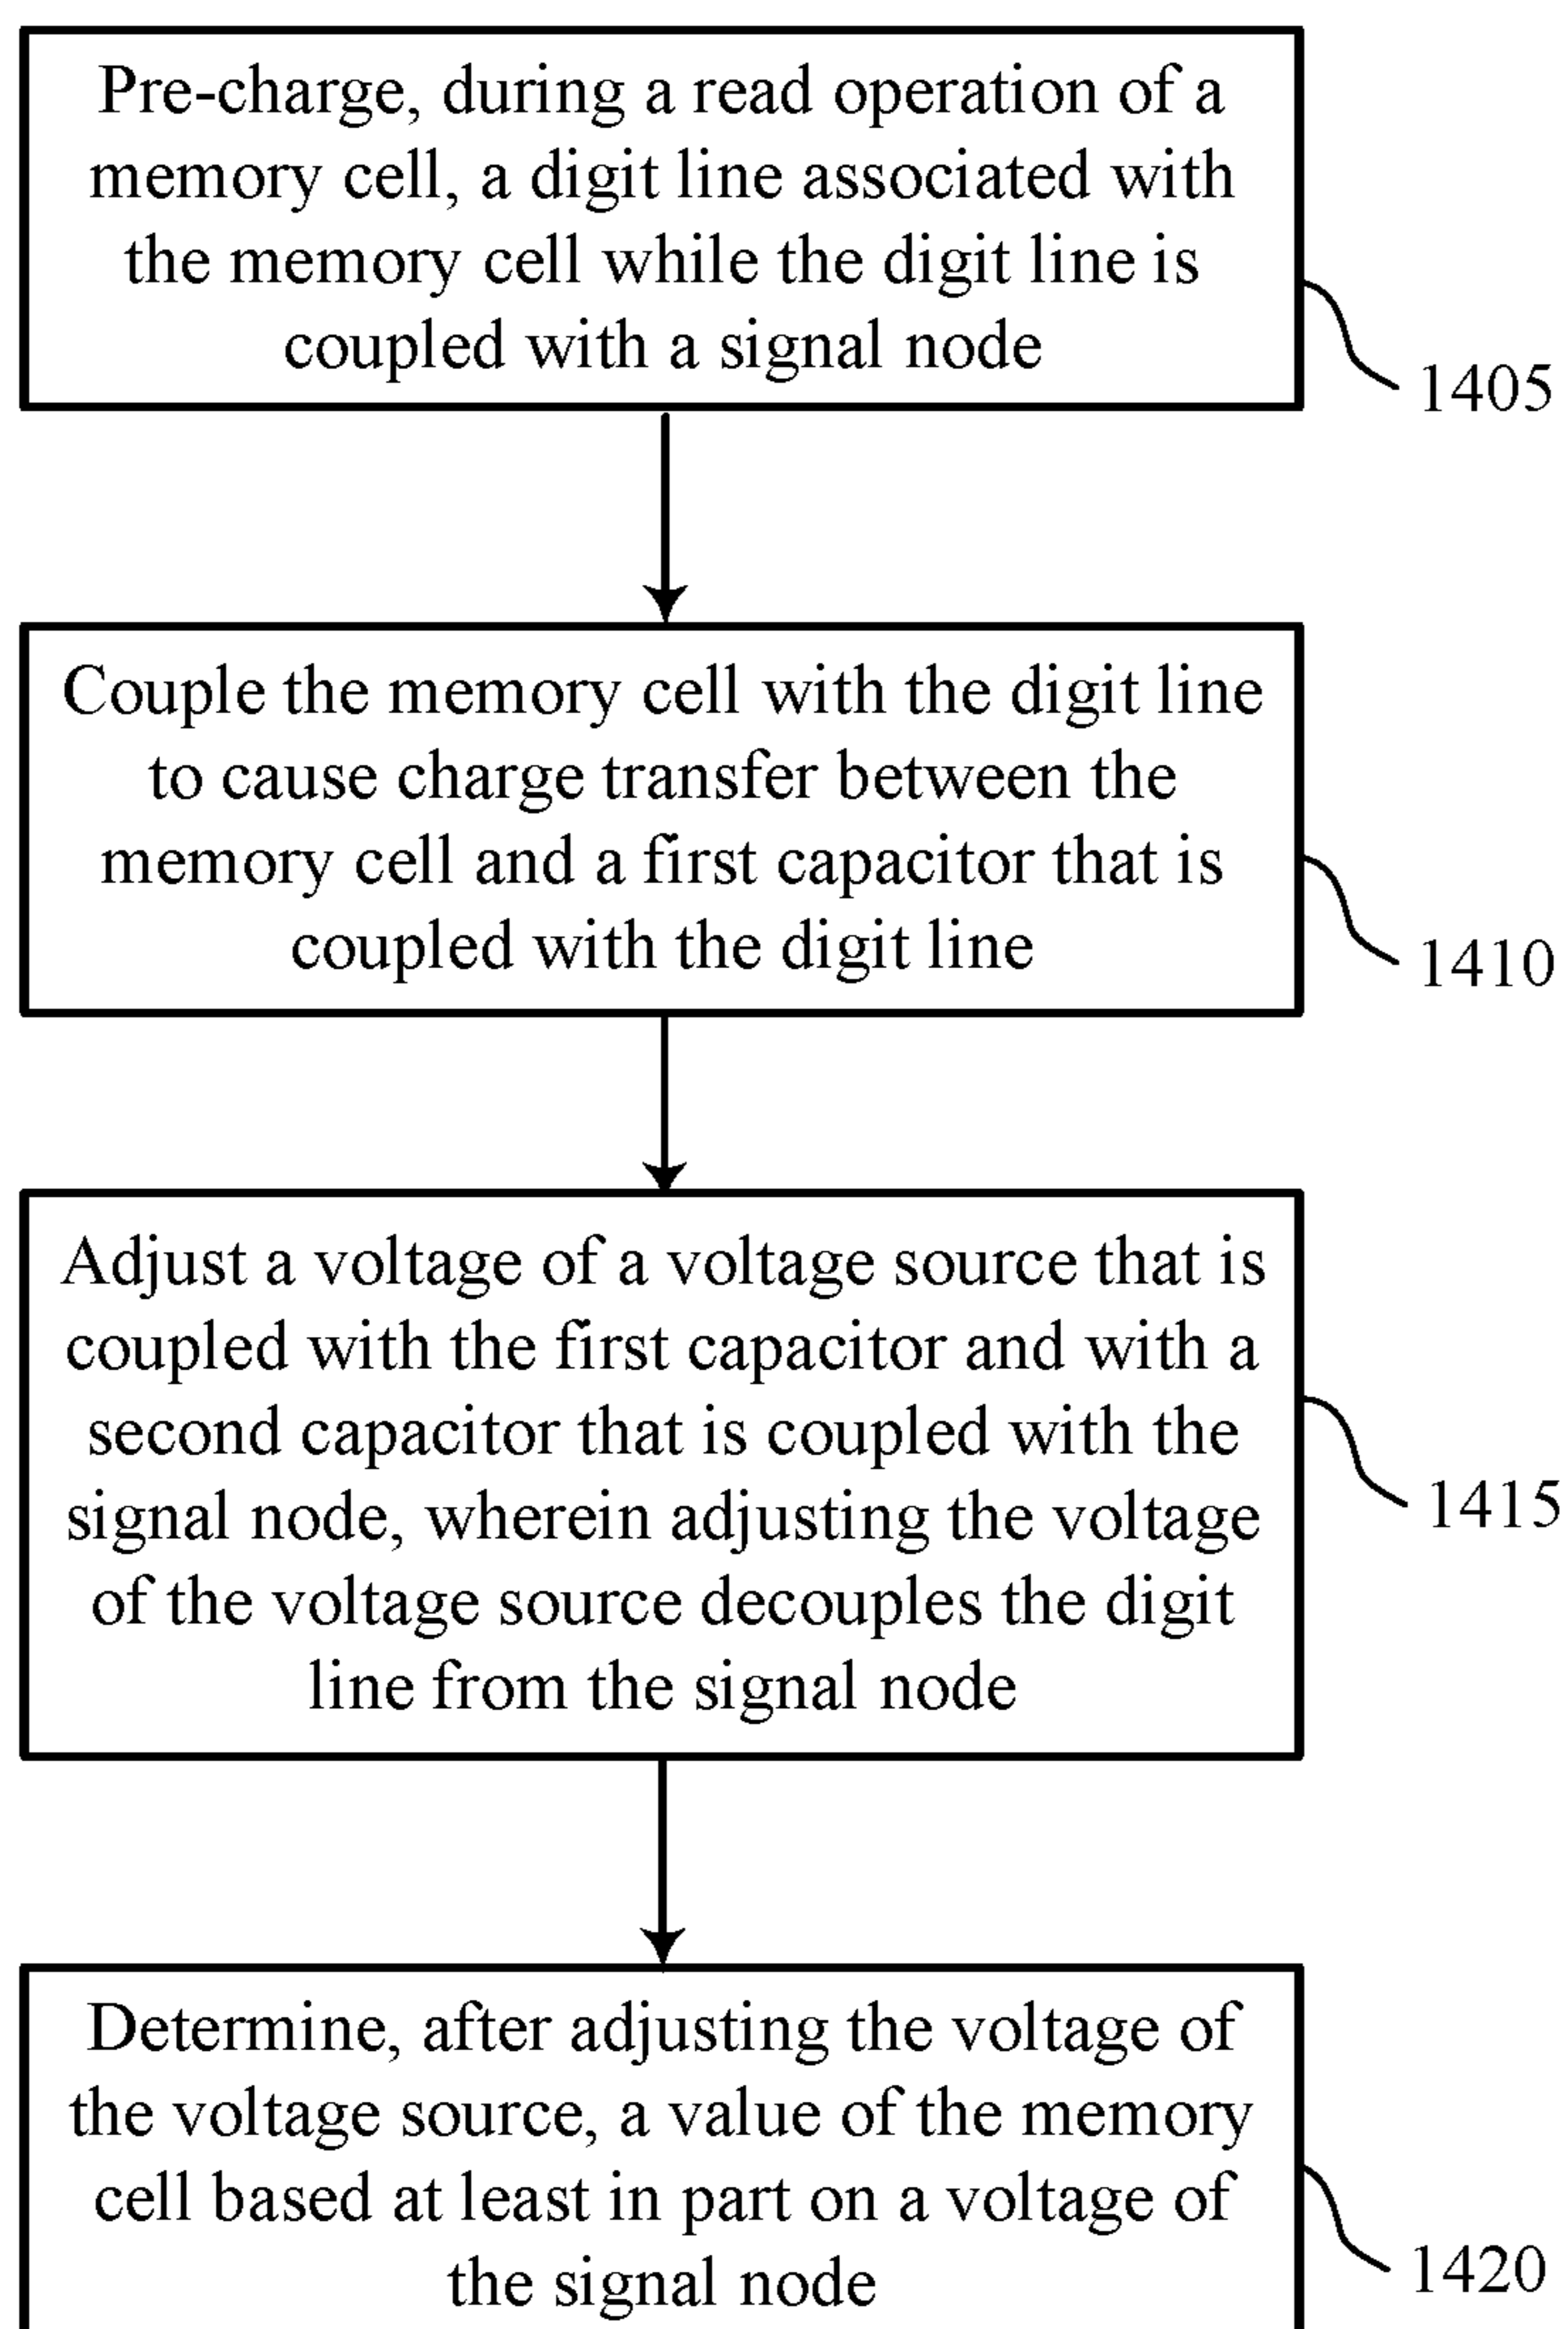 Pre-charge, during a read operation of a
memory cell, a digit line associated with
the memory cell while the digit line is
coupled with a signal node
1405
Couple the memory cell with the digit line
to cause charge transfer between the
memory cell and a first capacitor that is
coupled with the digit line
1410
Adjust a voltage of a voltage source that is
coupled with the first capacitor and with a
second capacitor that is coupled with the
signal node, wherein adjusting the voltage
of the voltage source decouples the digit
line from the signal node
1415
Determine, after adjusting the voltage of
the voltage source, a value of the memory
cell based at least in part on a voltage of
the signal node
1420